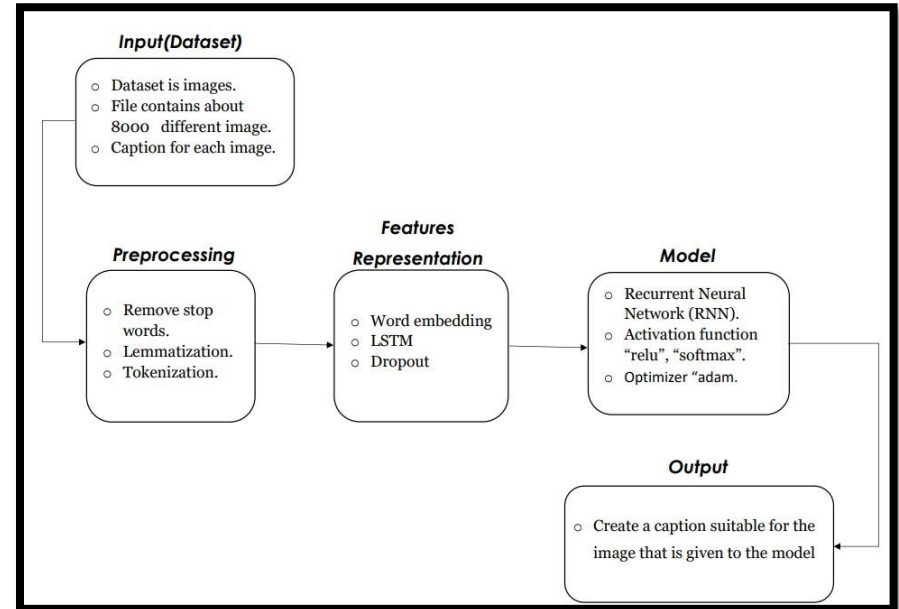 Input(Dataset)
o Dataset is images.
o File contains about
8000 different image.
o Caption for each image.
Preprocessing
o Remove stop
words.
o Lemmatization.
o Tokenization.
Features
Representation
o Word embedding
o LSTM
o Dropout
Model
o Recurrent Neural
Network (RNN).
o Activation function
“relu”, “softmax”.
o Optimizer “adam.
Output
o Create a caption suitable for the
image that is given to the model